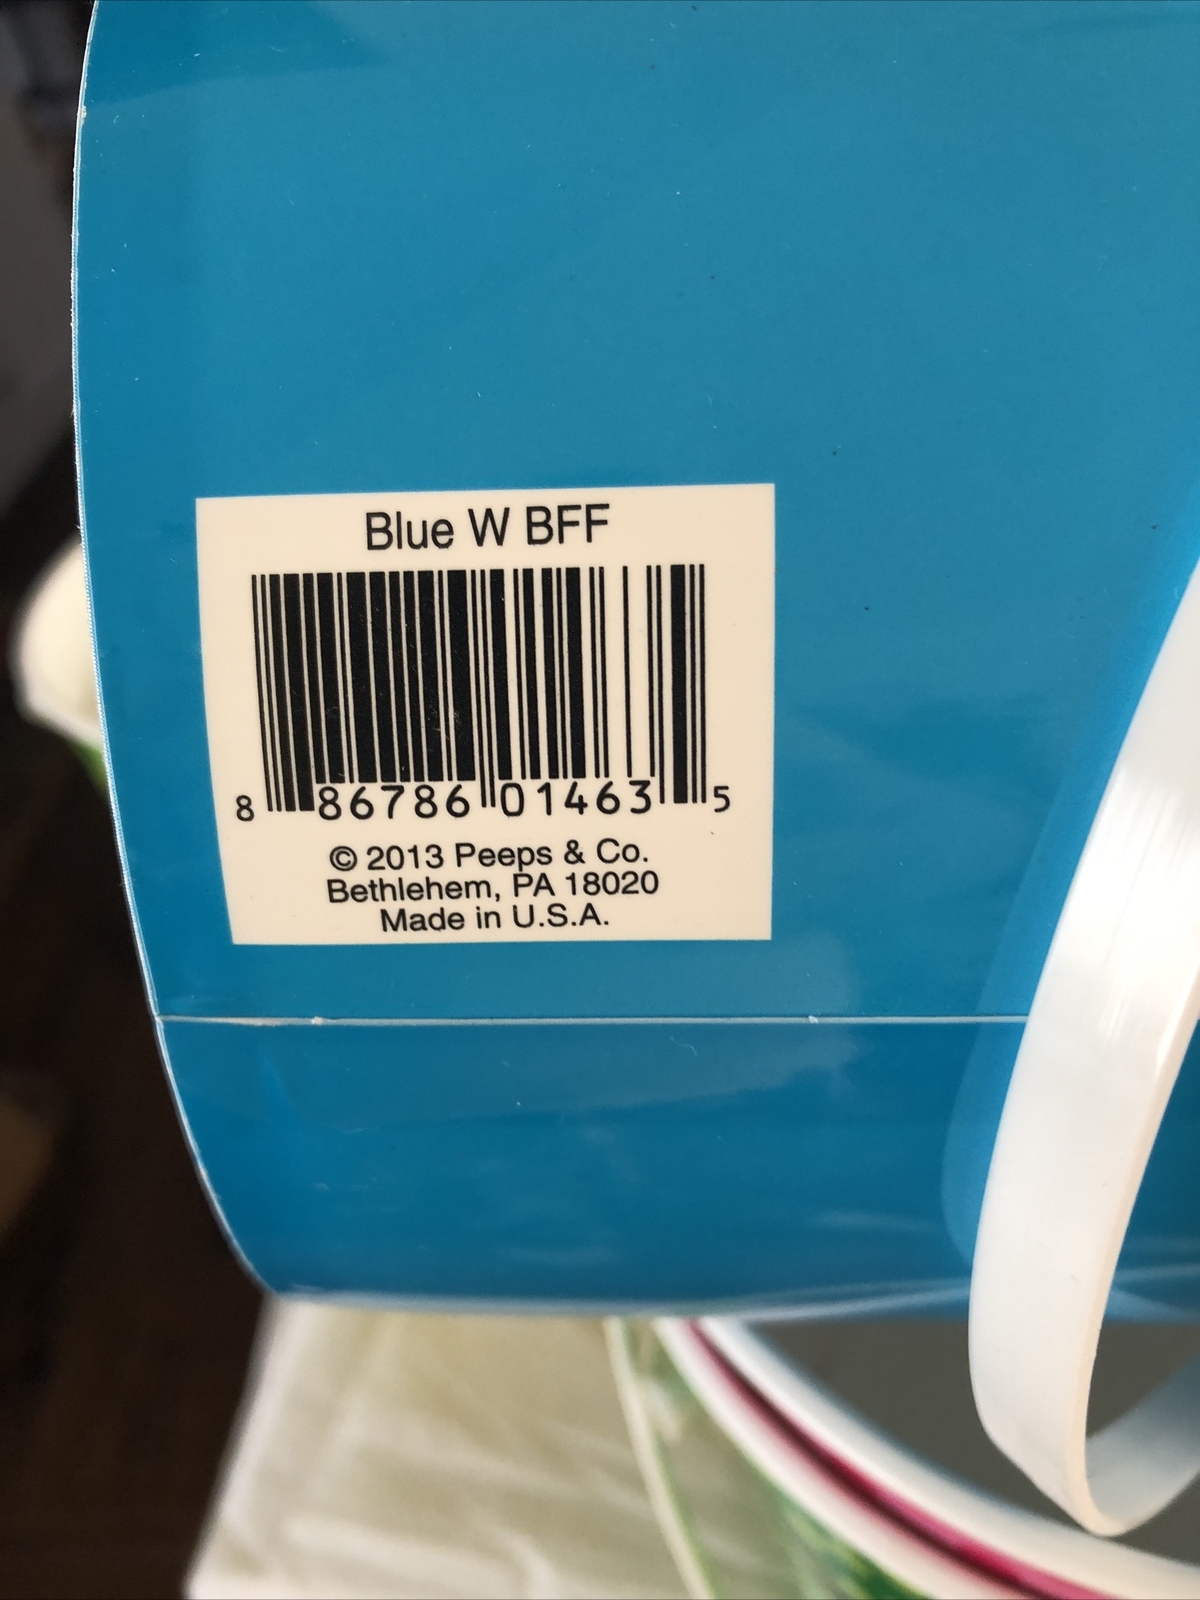 Blue W BFF
8 86786 01463 5
© 2013 Peeps & Co.
Bethlehem, PA 18020
Made in U.S.A.